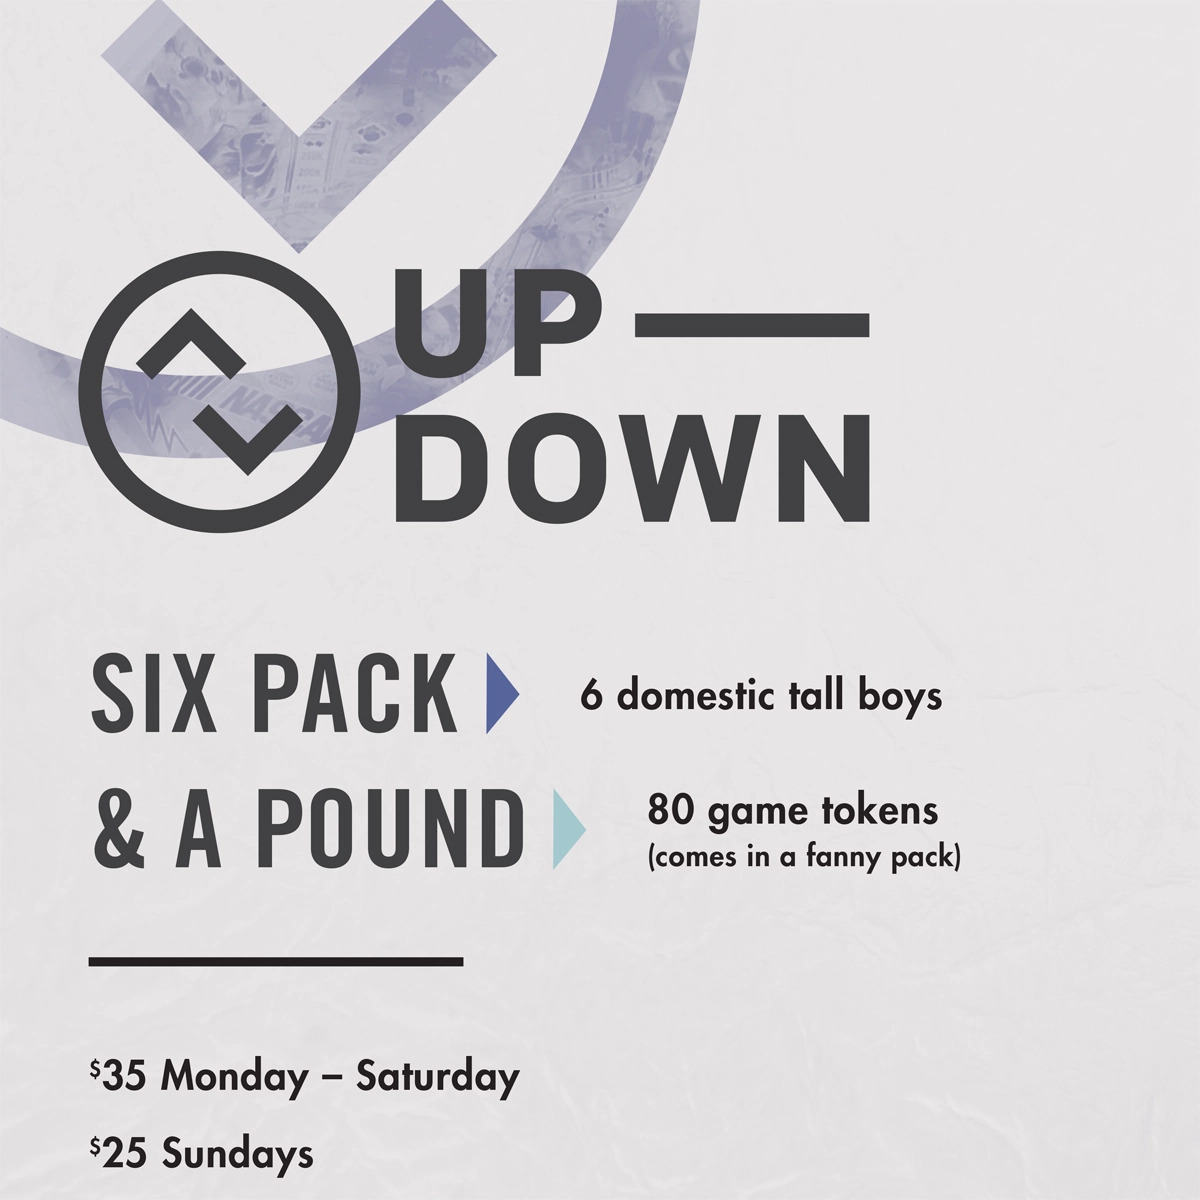 UP
DOWN
SIX PACK
6 domestic tall boys
& A POUND
80 game tokens
(comes in a fanny pack)
$35 Monday – Saturday
$25 Sundays
NASCAR